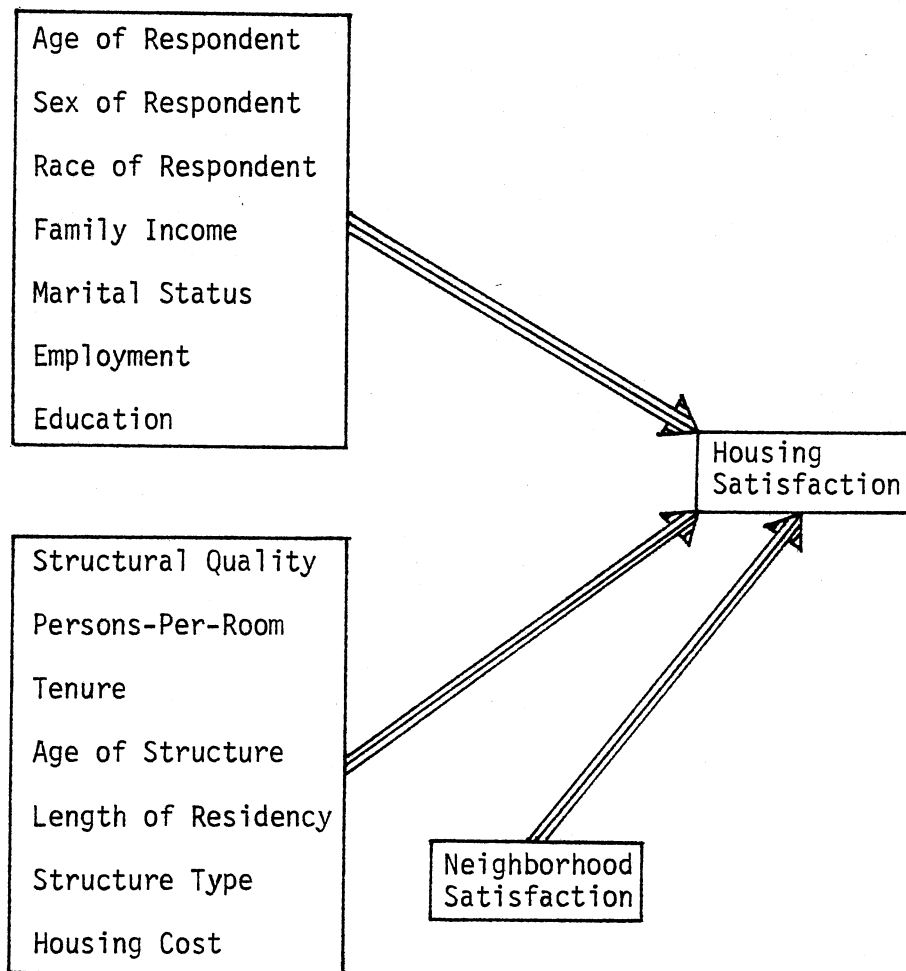 Age of Respondent
Sex of Respondent
Race of Respondent
Family Income
Marital Status
Employment
Education
Housing
Satisfaction
Structural Quality
Persons-Per-Room
Tenure
Age of Structure
Length of Residency
Structure Type
Housing Cost
Neighborhood
Satisfaction